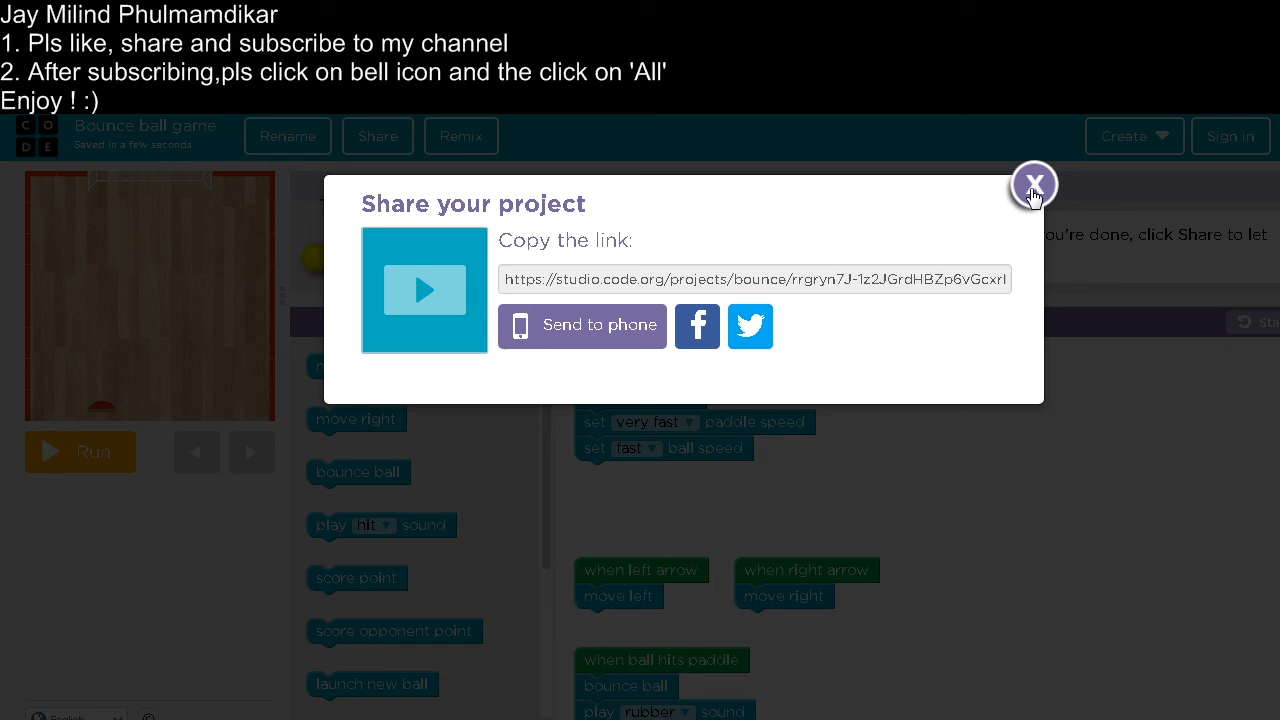 Jay Milind Phulmamdikar
1. Pls like, share and subscribe to my channel
2. After subscribing,pls click on bell icon and the click on 'All'
Enjoy ! :)
C O
D E
Bounce ball game
Saved in a few seconds
Rename
Share
Remix
Create
Sign in
X
Share your project
Copy the link:
https://studio.code.org/projects/bounce/rrgryn7J-1z2JGrdHBZp6vGcxrI
Send to phone
you're done, click Share to let
move right
set very fast paddle speed
Run
set fast ball speed
bounce ball
play hit sound
when left arrow
when right arrow
score point
move left
move right
score opponent point
when ball hits paddle
launch new ball
bounce ball
play rubber sound
English